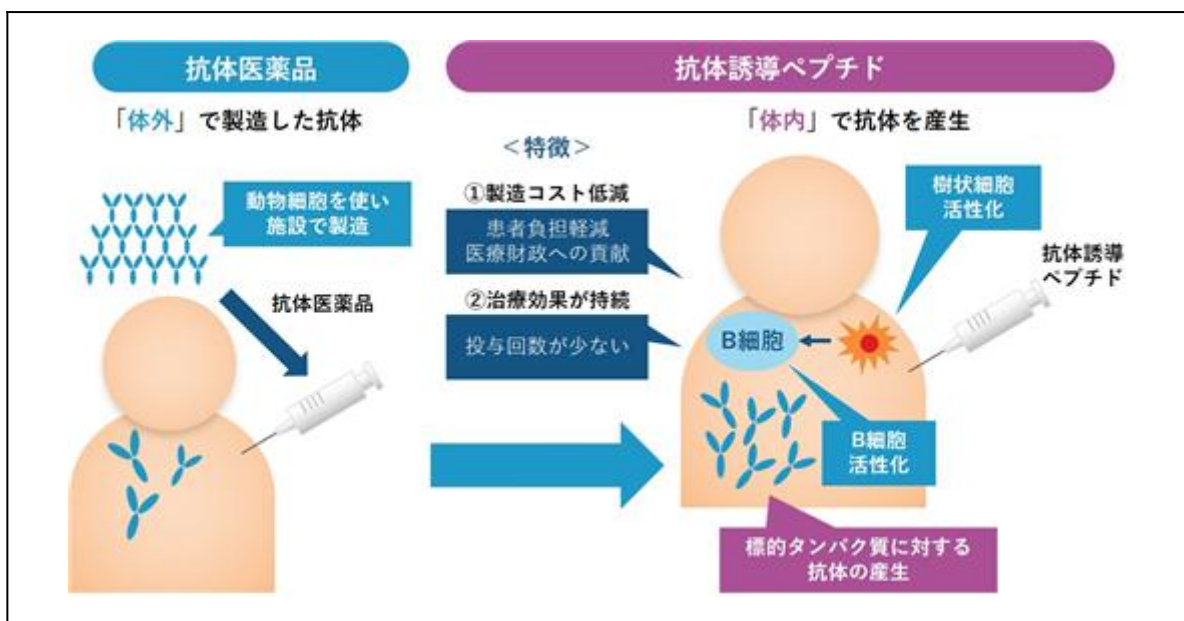 抗体医薬品
「体外」で製造した抗体
動物細胞を使い
施設で製造
抗体医薬品
抗体誘導ペプチド
「体内」で抗体を産生
＜特徴＞
①製造コスト低減
患者負担軽減
医療財政への貢献
②治療効果が持続
投与回数が少ない
樹状細胞
活性化
抗体誘導
ペプチド
B細胞
B細胞
活性化
標的タンパク質に対する
抗体の産生